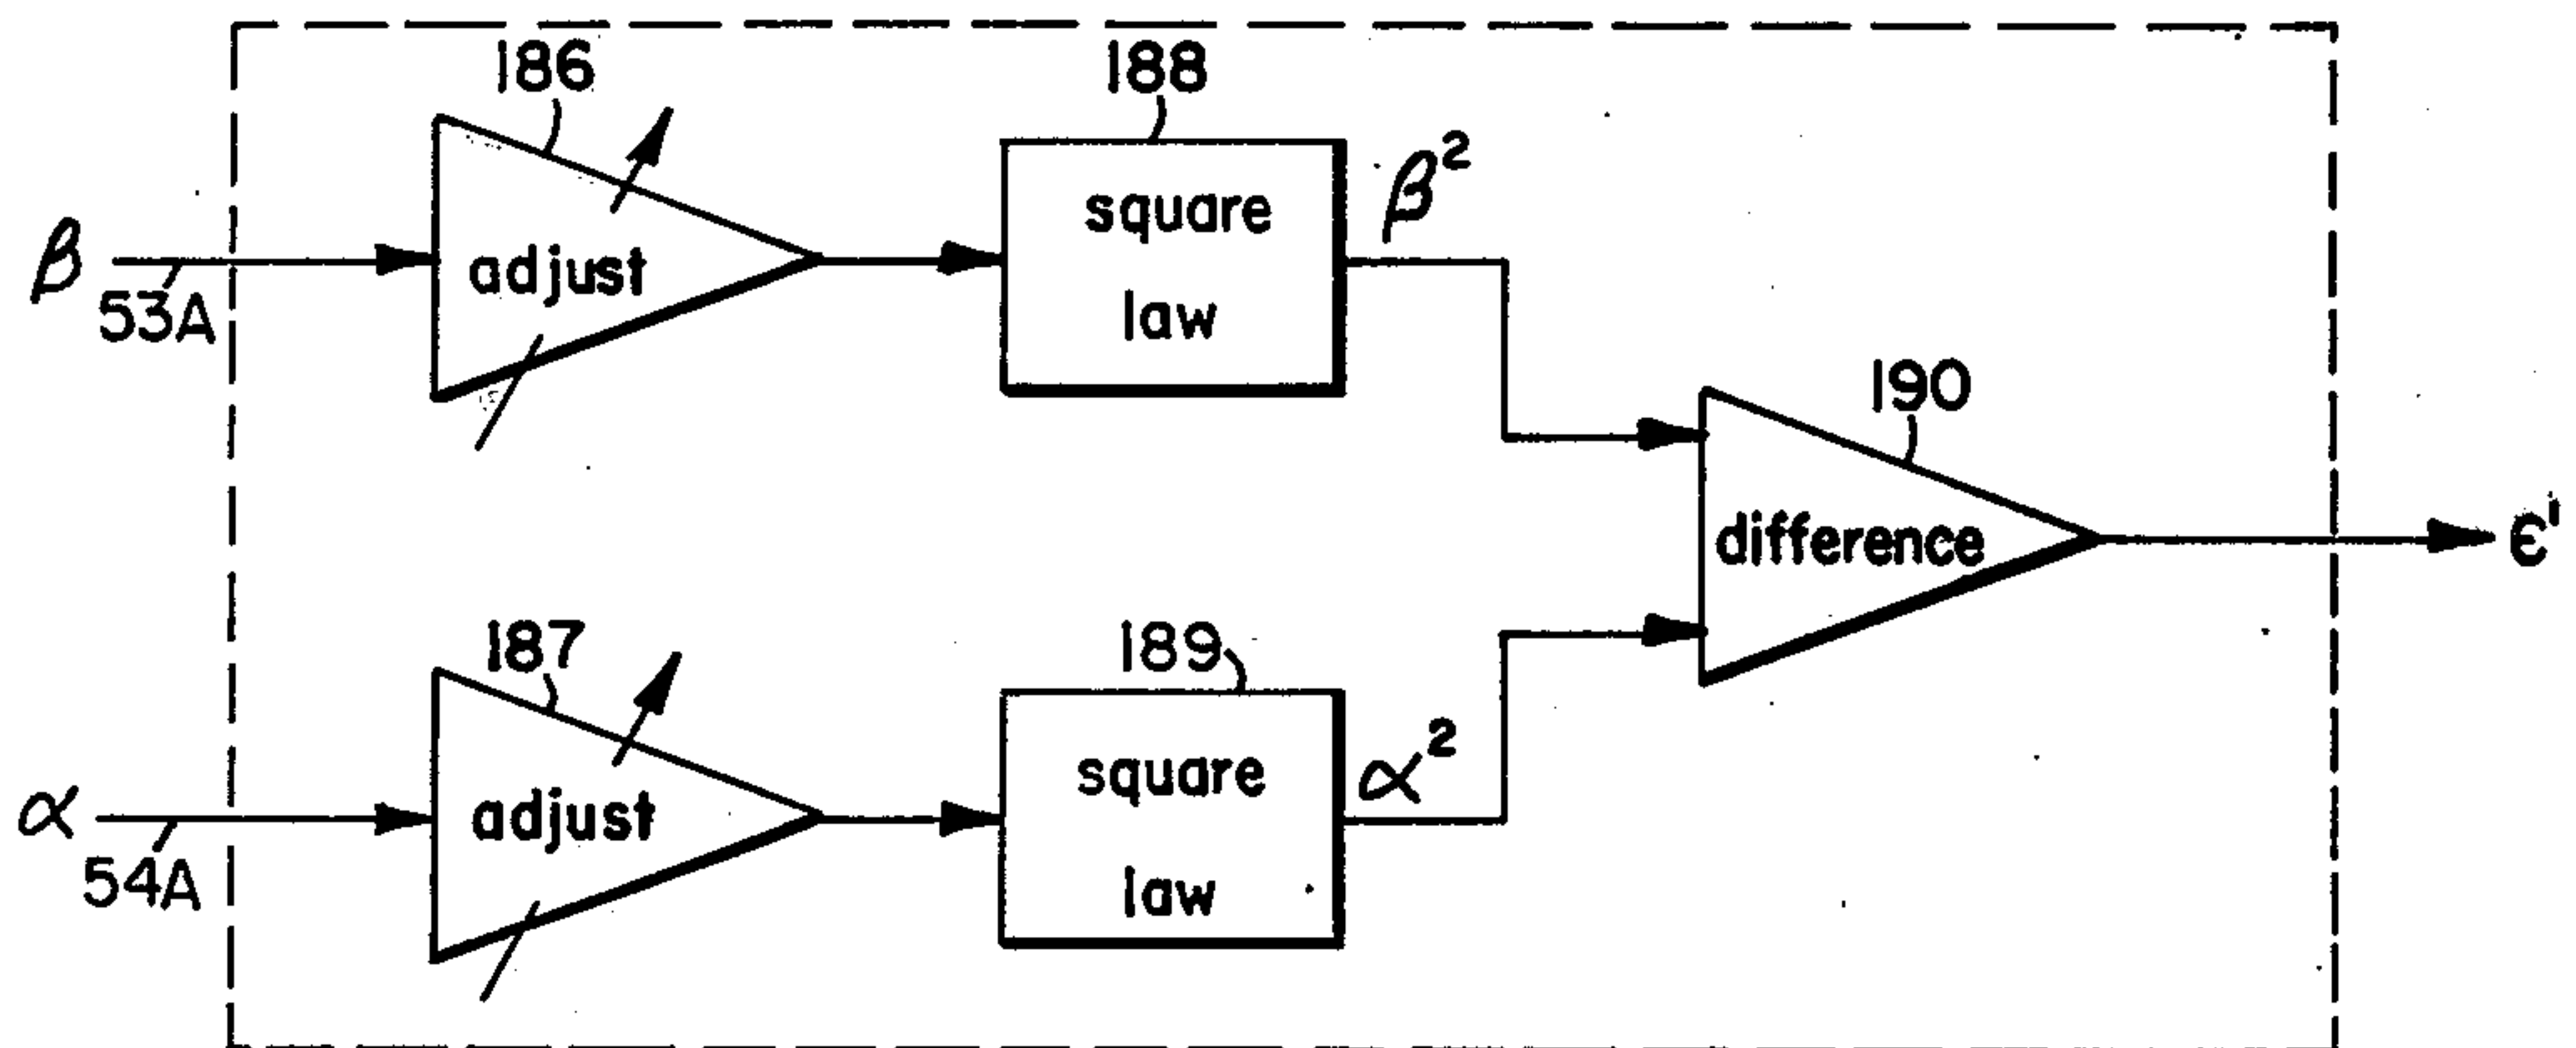 186
188
β
53A
adjust
square
law
β²
190
difference
ϵ'
187
189
α
54A
adjust
square
law
α²